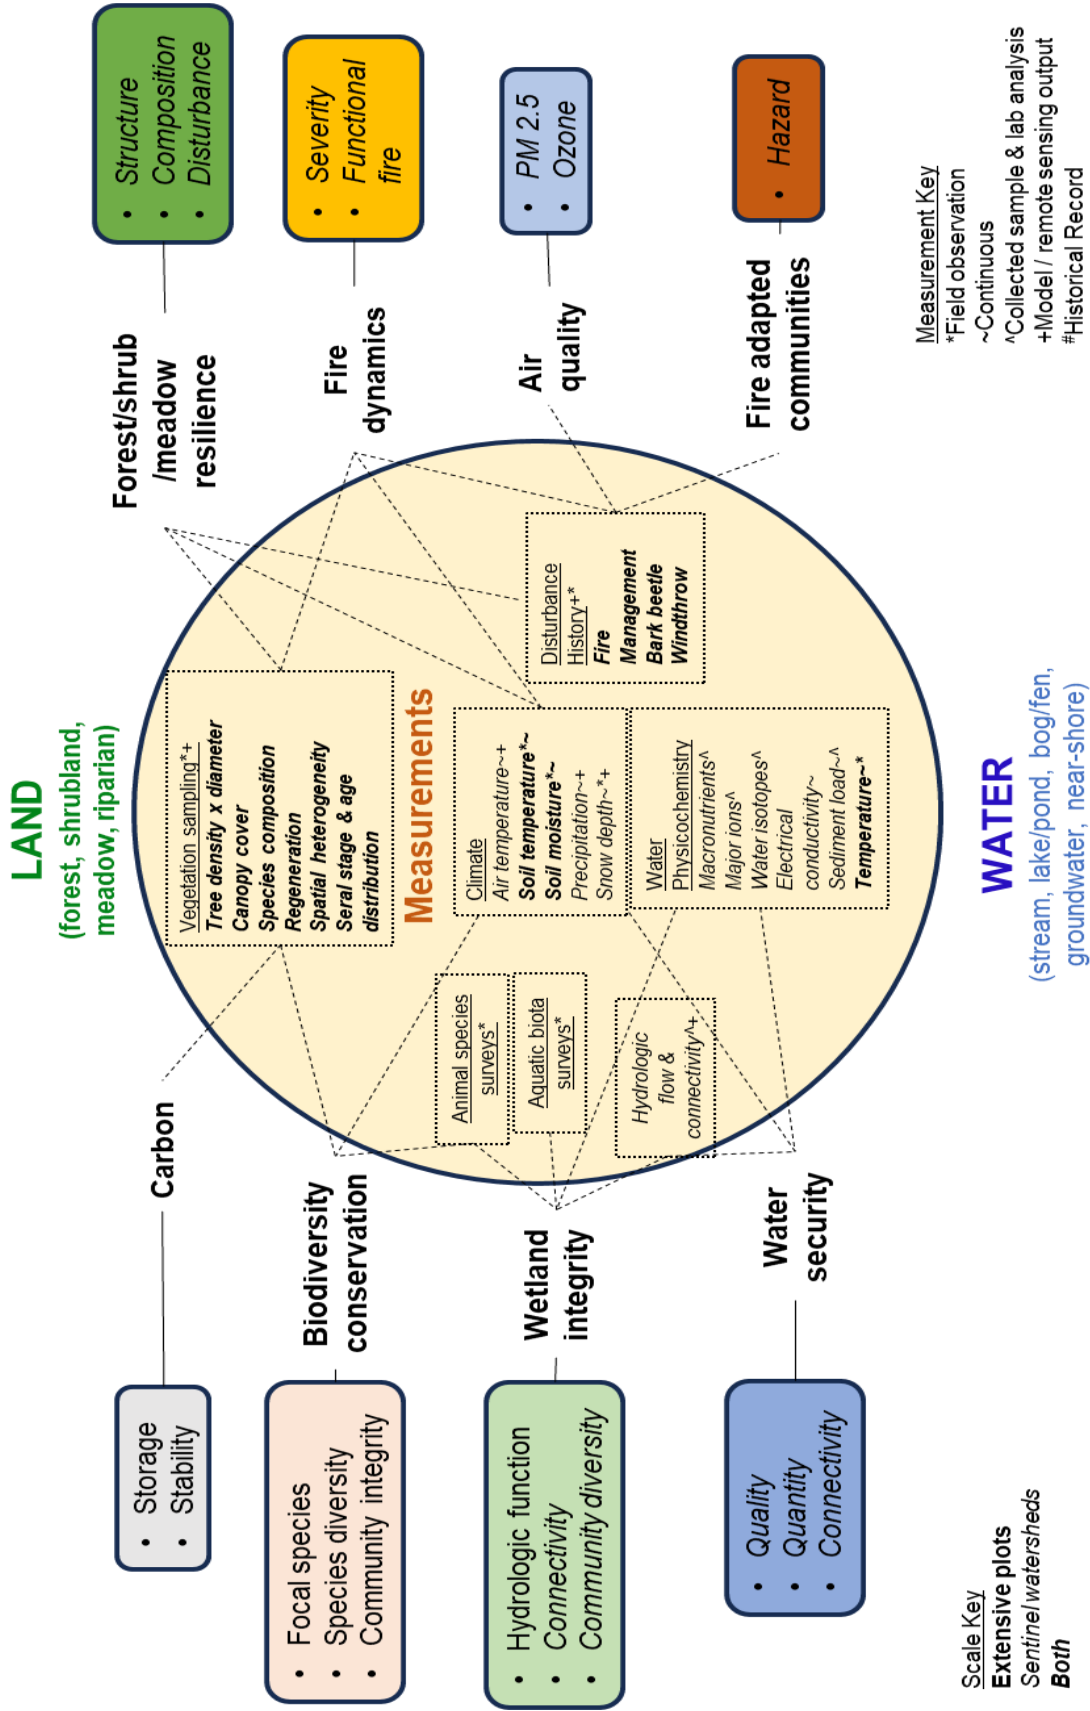 LAND
(forest, shrubland,
meadow, riparian)
• Storage
• Stability
Carbon
• Focal species
• Species diversity
• Community integrity
Biodiversity
conservation
• Hydrologic function
• Connectivity
• Community diversity
Wetland
integrity
• Quality
• Quantity
• Connectivity
Water
security
Vegetation sampling*+
Tree density x diameter
Canopy cover
Species composition
Regeneration
Spatial heterogeneity
Seral stage & age
distribution
Measurements
Animal species
surveys*
Aquatic biota
surveys*
Hydrologic
flow &
connectivity^+
Climate
Air temperature~+
Soil temperature*~
Soil moisture*~
Precipitation~+
Snow depth~*+
Water
Physicochemistry
Macronutrients^
Major ions^
Water isotopes^
Electrical
conductivity~
Sediment load~^
Temperature~*
Disturbance
History+*
Fire
Management
Bark beetle
Windthrow
Forest/shrub
/meadow
resilience
• Structure
• Composition
• Disturbance
Fire
dynamics
• Severity
• Functional
fire
Air
quality
• PM 2.5
• Ozone
Fire adapted
communities
• Hazard
WATER
(stream, lake/pond, bog/fen,
groundwater, near-shore)
Scale Key
Extensive plots
Sentinel watersheds
Both
Measurement Key
*Field observation
~Continuous
^Collected sample & lab analysis
+Model / remote sensing output
#Historical Record